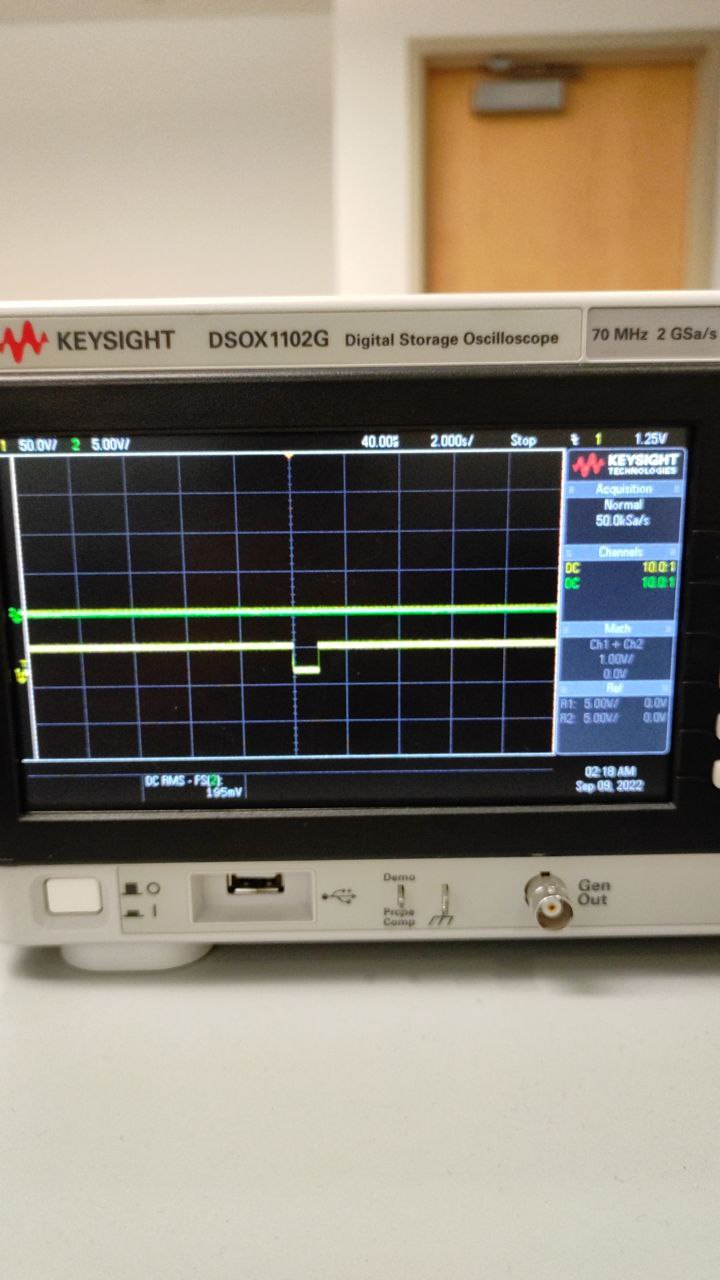 KEYSIGHT DSOX1102G Digital Storage Oscilloscope 70 MHz 2 GSa/s
1 50.0V/ 2 5.00V/ 40.00s 2.000s/ Stop 1 1.25V
KEYSIGHT
TECHNOLOGIES
Acquisition
Normal
50.0kSa/s
Channels
DC 10.0:1
DC 10.0:1
Math
Ch1 + Ch2
1.00V/
0.0V
Ref
R1: 5.00V/ 0.0V
R2: 5.00V/ 0.0V
DC RMS - FS(2):
195mV
02:18 AM
Sep 09, 2022
Demo
Probe
Comp
Gen
Out